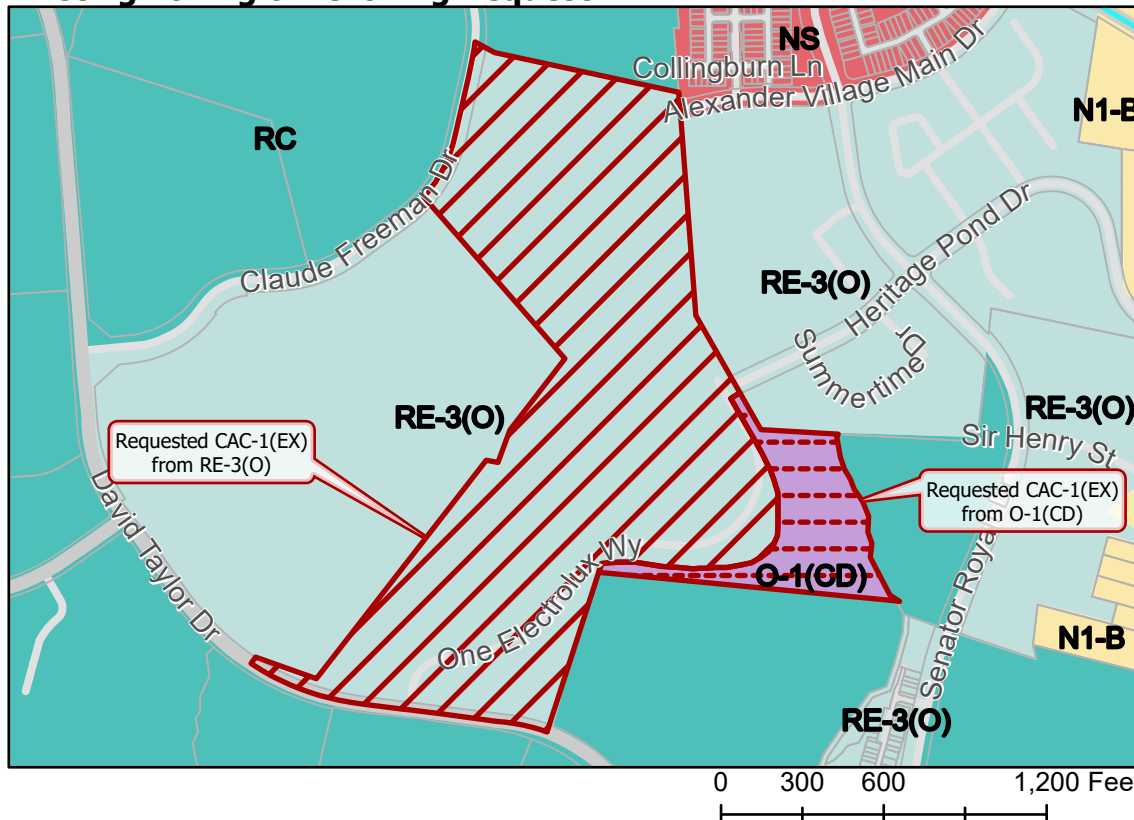 NS
Collingburn Ln
Alexander Village Main Dr
N1-B
RC
Claude Freeman Dr
Heritage Pond Dr
RE-3(O)
Summertime Dr
RE-3(O)
RE-3(O)
Sir Henry St
Requested CAC-1(EX)
from RE-3(O)
Requested CAC-1(EX)
from O-1(CD)
David Taylor Dr
One Electrolux Wy
O-1(CD)
N1-B
RE-3(O)
0 300 600 1,200 Fee